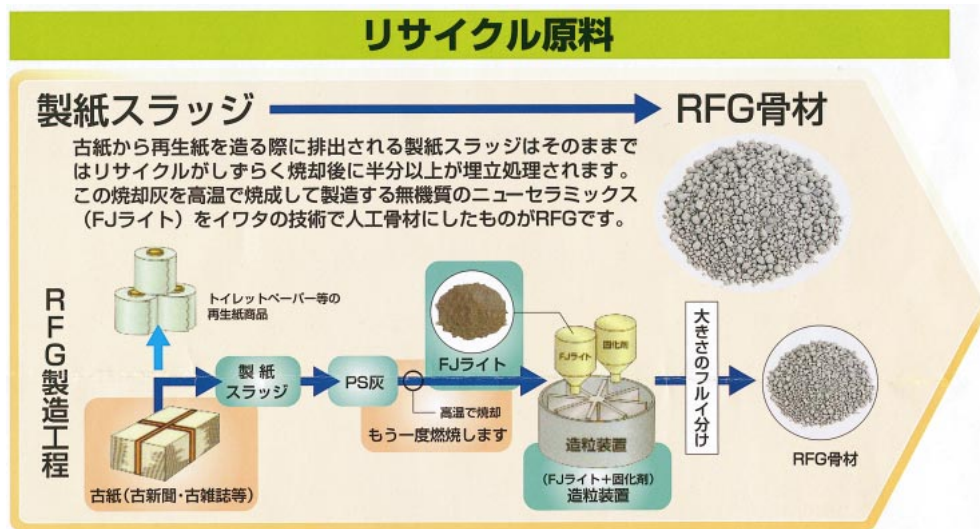 リサイクル原料
製紙スラッジ
RFG骨材
古紙から再生紙を造る際に排出される製紙スラッジはそのままで
はリサイクルがしずらく焼却後に半分以上が埋立処理されます。
この焼却灰を高温で焼成して製造する無機質のニューセラミックス
(FJライト)をイワタの技術で人工骨材にしたものがRFGです。
RFG製造工程
トイレットペーパー等の
再生紙商品
製紙
スラッジ
PS灰
FJライト
高温で焼却
もう一度燃焼します
古紙(古新聞・古雑誌等)
FJライト
固化剤
造粒装置
(FJライト+固化剤)
造粒装置
大きさのフルイ分け
RFG骨材